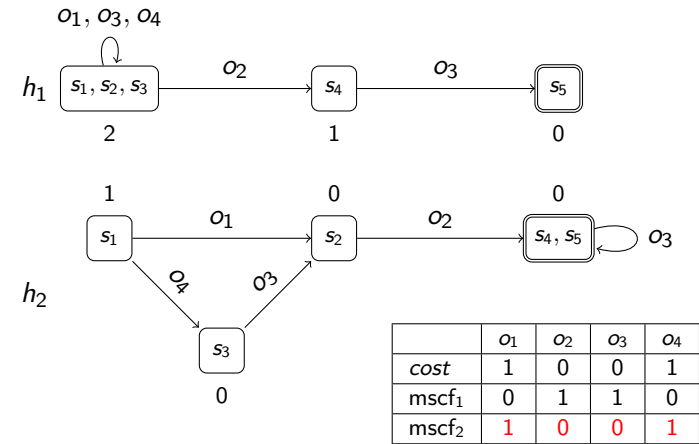 o1, o3, o4
h1
s1, s2, s3
o2
s4
o3
s5
2
1
0
1
0
0
s1
o1
s2
o2
s4, s5
o3
o4
o3
h2
s3
0
o1 o2 o3 o4
cost 1 0 0 1
mscf1 0 1 1 0
mscf2 1 0 0 1